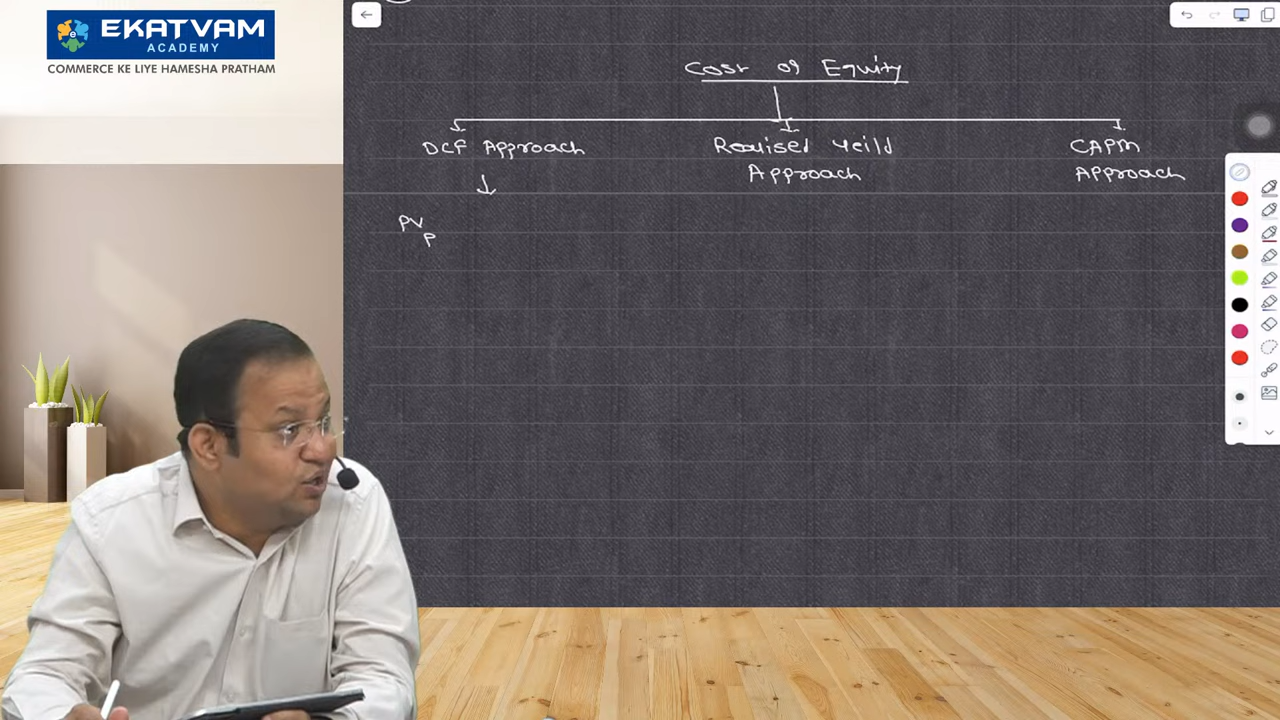 EKATVAM
ACADEMY
COMMERCE KE LIYE HAMESHA PRATHAM
Cost of Equity
DCF Approach
Realised Yeild
Approach
CAPM
Approach
PV
P